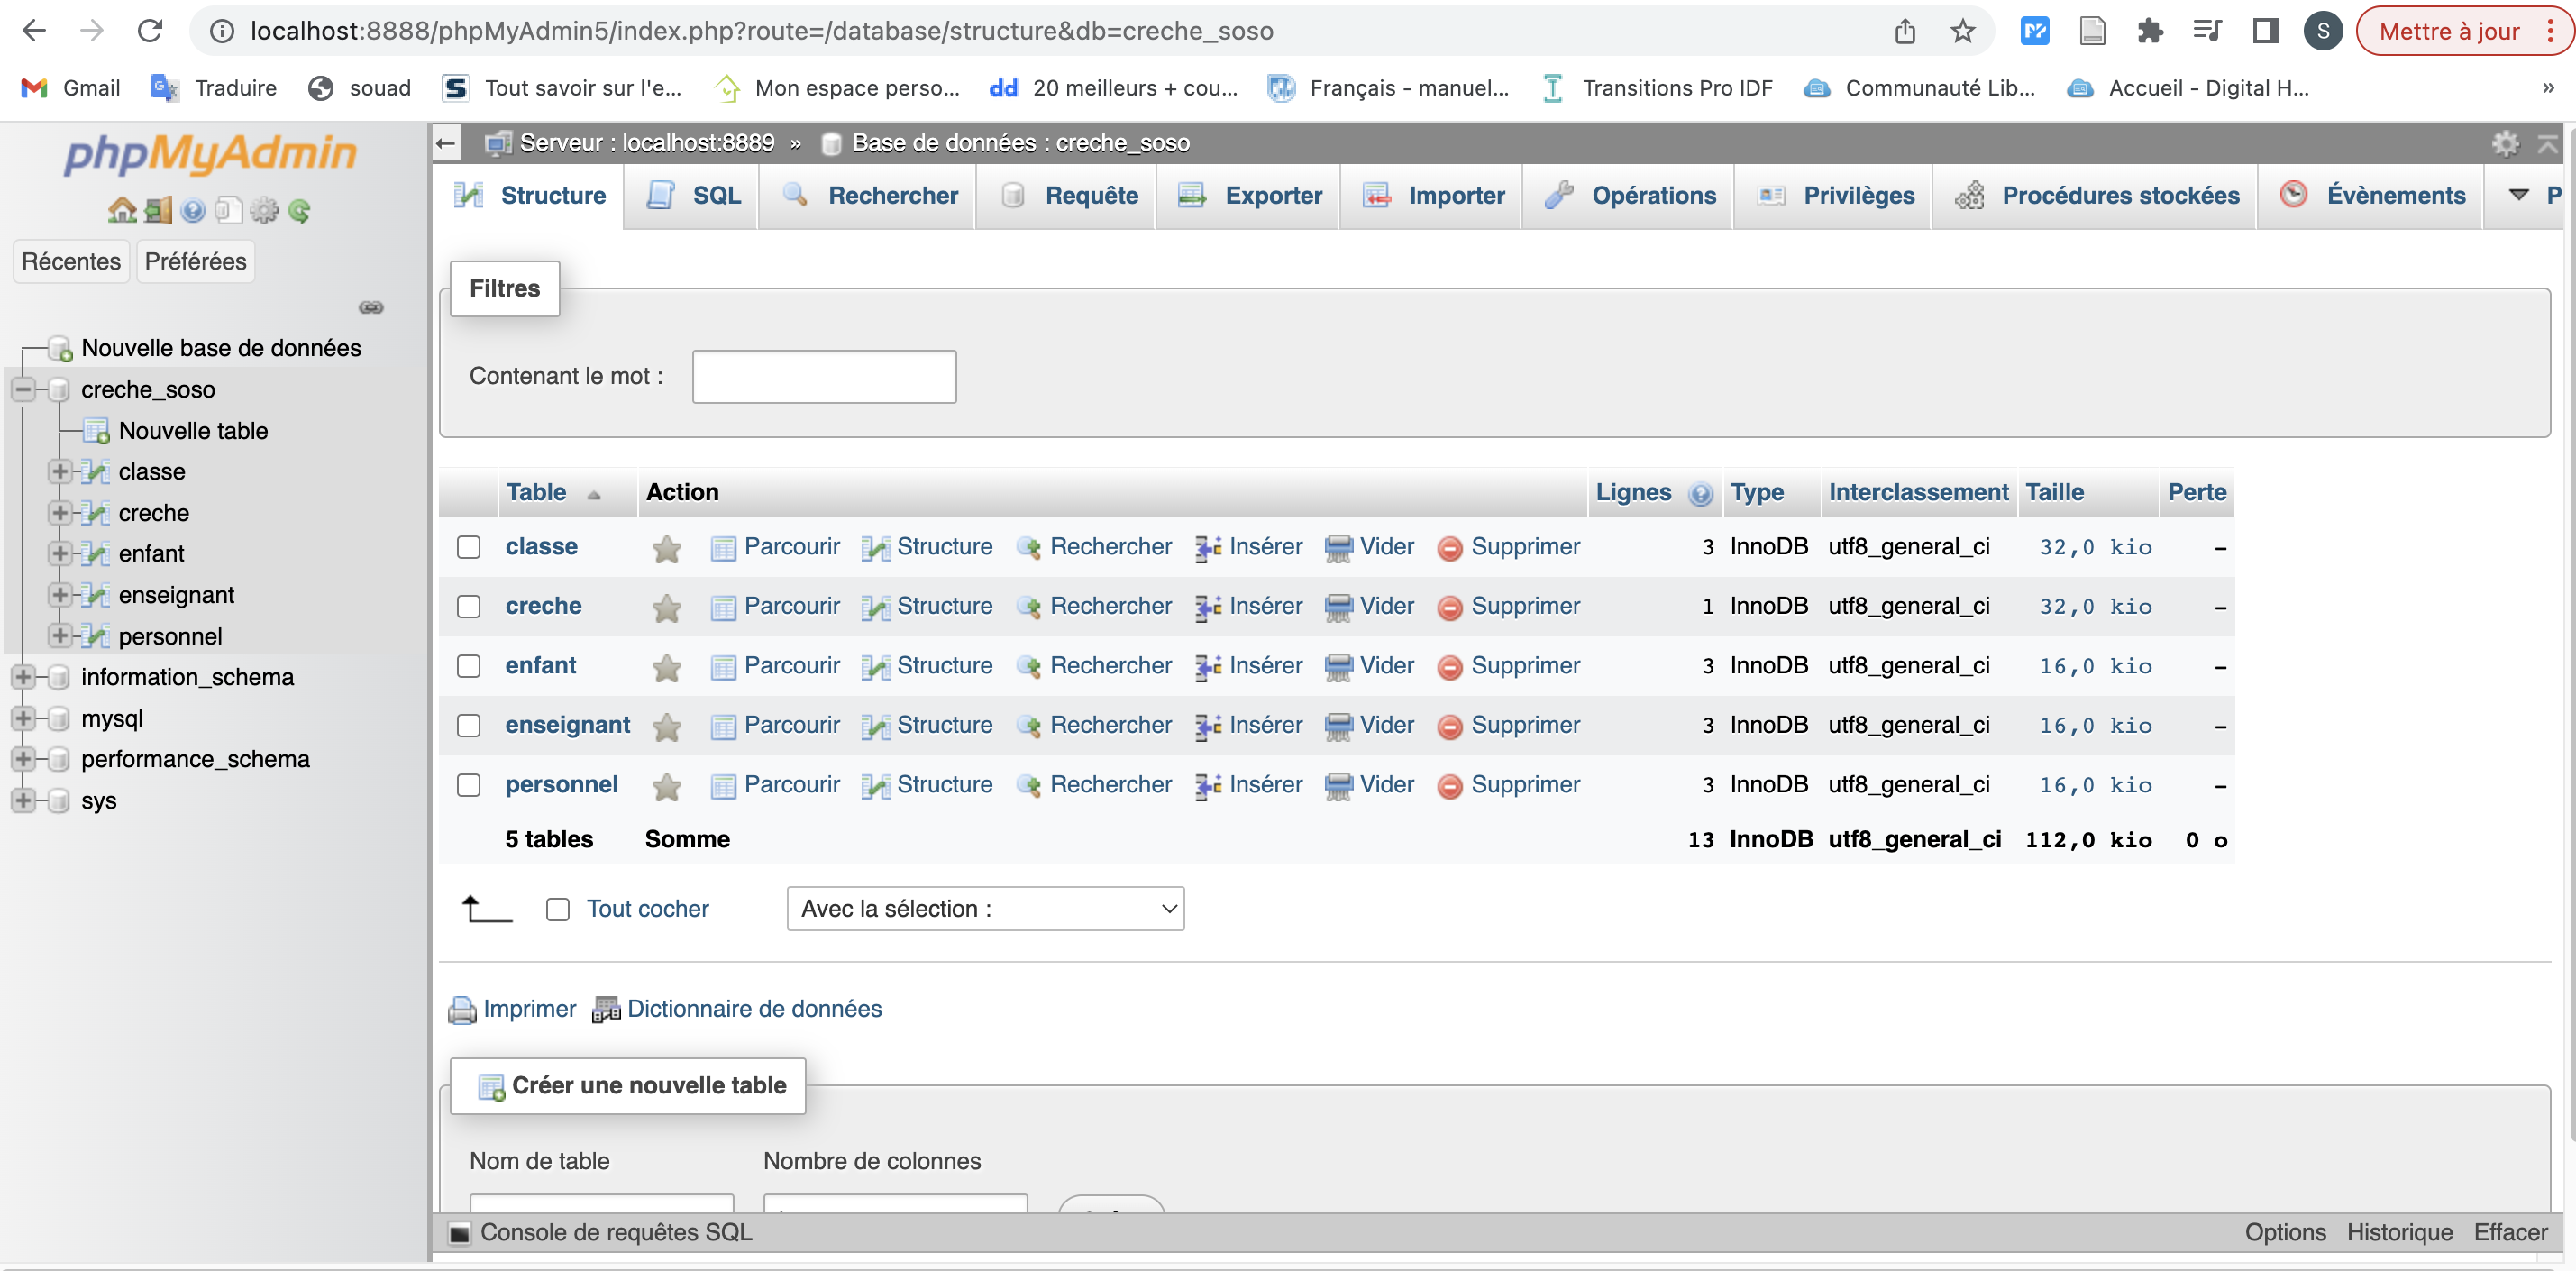 localhost:8888/phpMyAdmin5/index.php?route=/database/structure&db=creche_soso
S
Mettre à jour
Gmail Traduire souad Tout savoir sur l'e... Mon espace perso... dd 20 meilleurs + cou... Français - manuel... Transitions Pro IDF Communauté Lib... Accueil - Digital H... »
phpMyAdmin
Récentes Préférées
Nouvelle base de données
creche_soso
Nouvelle table
classe
creche
enfant
enseignant
personnel
information_schema
mysql
performance_schema
sys
Serveur : localhost:8889 » Base de données : creche_soso
Structure SQL Rechercher Requête Exporter Importer Opérations Privilèges Procédures stockées Évènements P
Filtres
Contenant le mot :
Table Action Lignes Type Interclassement Taille Perte
classe Parcourir Structure Rechercher Insérer Vider Supprimer 3 InnoDB utf8_general_ci 32,0 kio –
creche Parcourir Structure Rechercher Insérer Vider Supprimer 1 InnoDB utf8_general_ci 32,0 kio –
enfant Parcourir Structure Rechercher Insérer Vider Supprimer 3 InnoDB utf8_general_ci 16,0 kio –
enseignant Parcourir Structure Rechercher Insérer Vider Supprimer 3 InnoDB utf8_general_ci 16,0 kio –
personnel Parcourir Structure Rechercher Insérer Vider Supprimer 3 InnoDB utf8_general_ci 16,0 kio –
5 tables Somme 13 InnoDB utf8_general_ci 112,0 kio 0 o
Tout cocher Avec la sélection :
Imprimer Dictionnaire de données
Créer une nouvelle table
Nom de table Nombre de colonnes
Console de requêtes SQL Options Historique Effacer